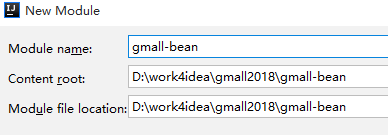 New Module
Module name: gmall-bean
Content root: D:\work4idea\gmall2018\gmall-bean
Module file location: D:\work4idea\gmall2018\gmall-bean